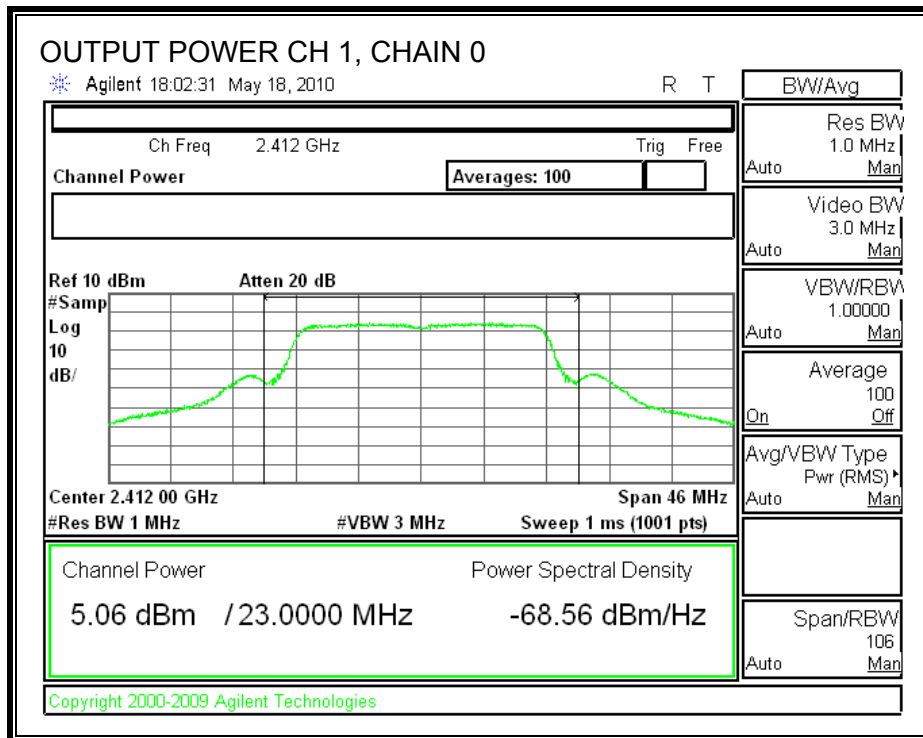 OUTPUT POWER CH 1, CHAIN 0
Agilent 18:02:31 May 18, 2010 R T
Ch Freq 2.412 GHz Trig Free
Channel Power Averages: 100
Ref 10 dBm Atten 20 dB
#Samp
Log
10
dB/
Center 2.412 00 GHz Span 46 MHz
#Res BW 1 MHz #VBW 3 MHz Sweep 1 ms (1001 pts)
Channel Power Power Spectral Density
5.06 dBm / 23.0000 MHz -68.56 dBm/Hz
Copyright 2000-2009 Agilent Technologies
BW/Avg
Res BW
1.0 MHz
Auto Man
Video BW
3.0 MHz
Auto Man
VBW/RBW
1.00000
Auto Man
Average
100
On Off
Avg/VBW Type
Pwr (RMS)
Auto Man
Span/RBW
106
Auto Man